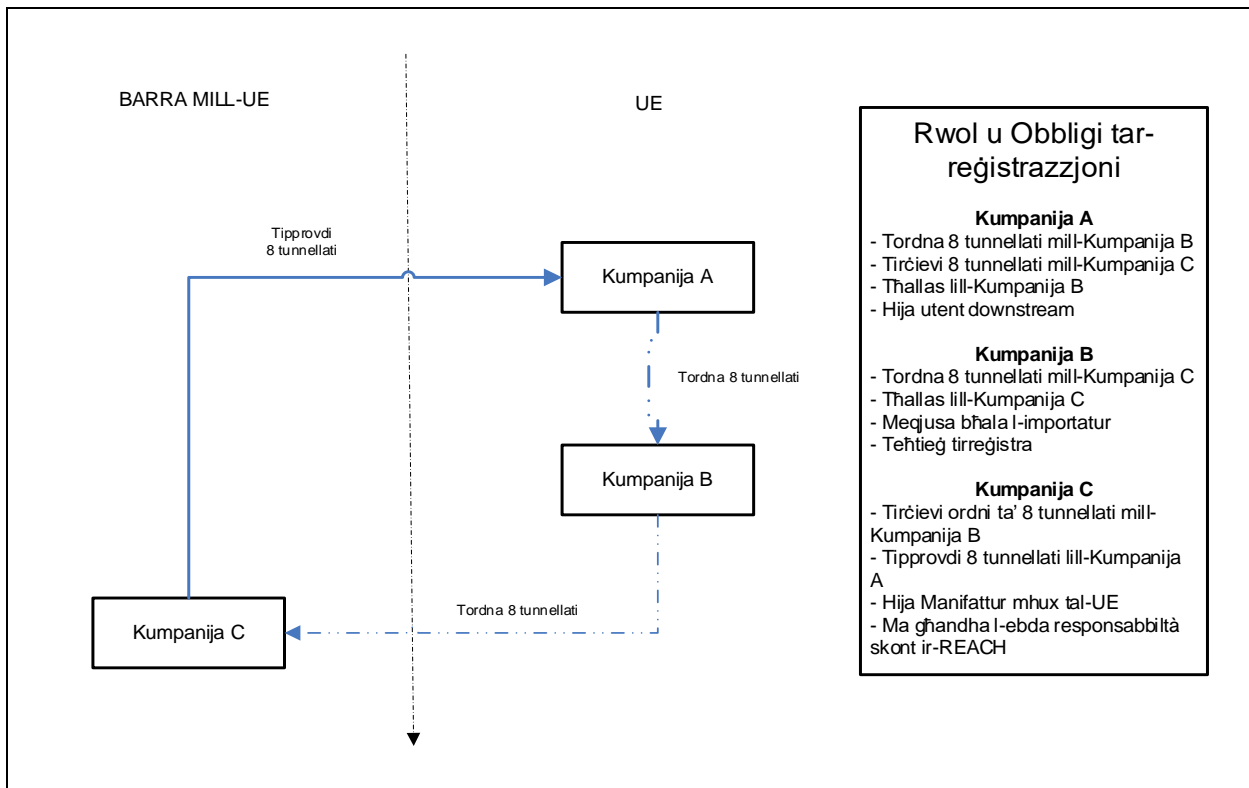 BARRA MILL-UE
UE
Tipprovdi
8 tunnellati
Kumpanija A
Tordna 8 tunnellati
Kumpanija B
Tordna 8 tunnellati
Kumpanija C
Rwol u Obbligi tar-
reġistrazzjoni
Kumpanija A
- Tordna 8 tunnellati mill-Kumpanija B
- Tirċievi 8 tunnellati mill-Kumpanija C
- Tħallas lill-Kumpanija B
- Hija utent downstream
Kumpanija B
- Tordna 8 tunnellati mill-Kumpanija C
- Tħallas lill-Kumpanija C
- Meqjusa bħala l-importatur
- Teħtieġ tirreġistra
Kumpanija C
- Tirċievi ordni ta’ 8 tunnellati mill-
Kumpanija B
- Tipprovdi 8 tunnellati lill-Kumpanija
A
- Hija Manifattur mhux tal-UE
- Ma għandha l-ebda responsabbiltà
skont ir-REACH